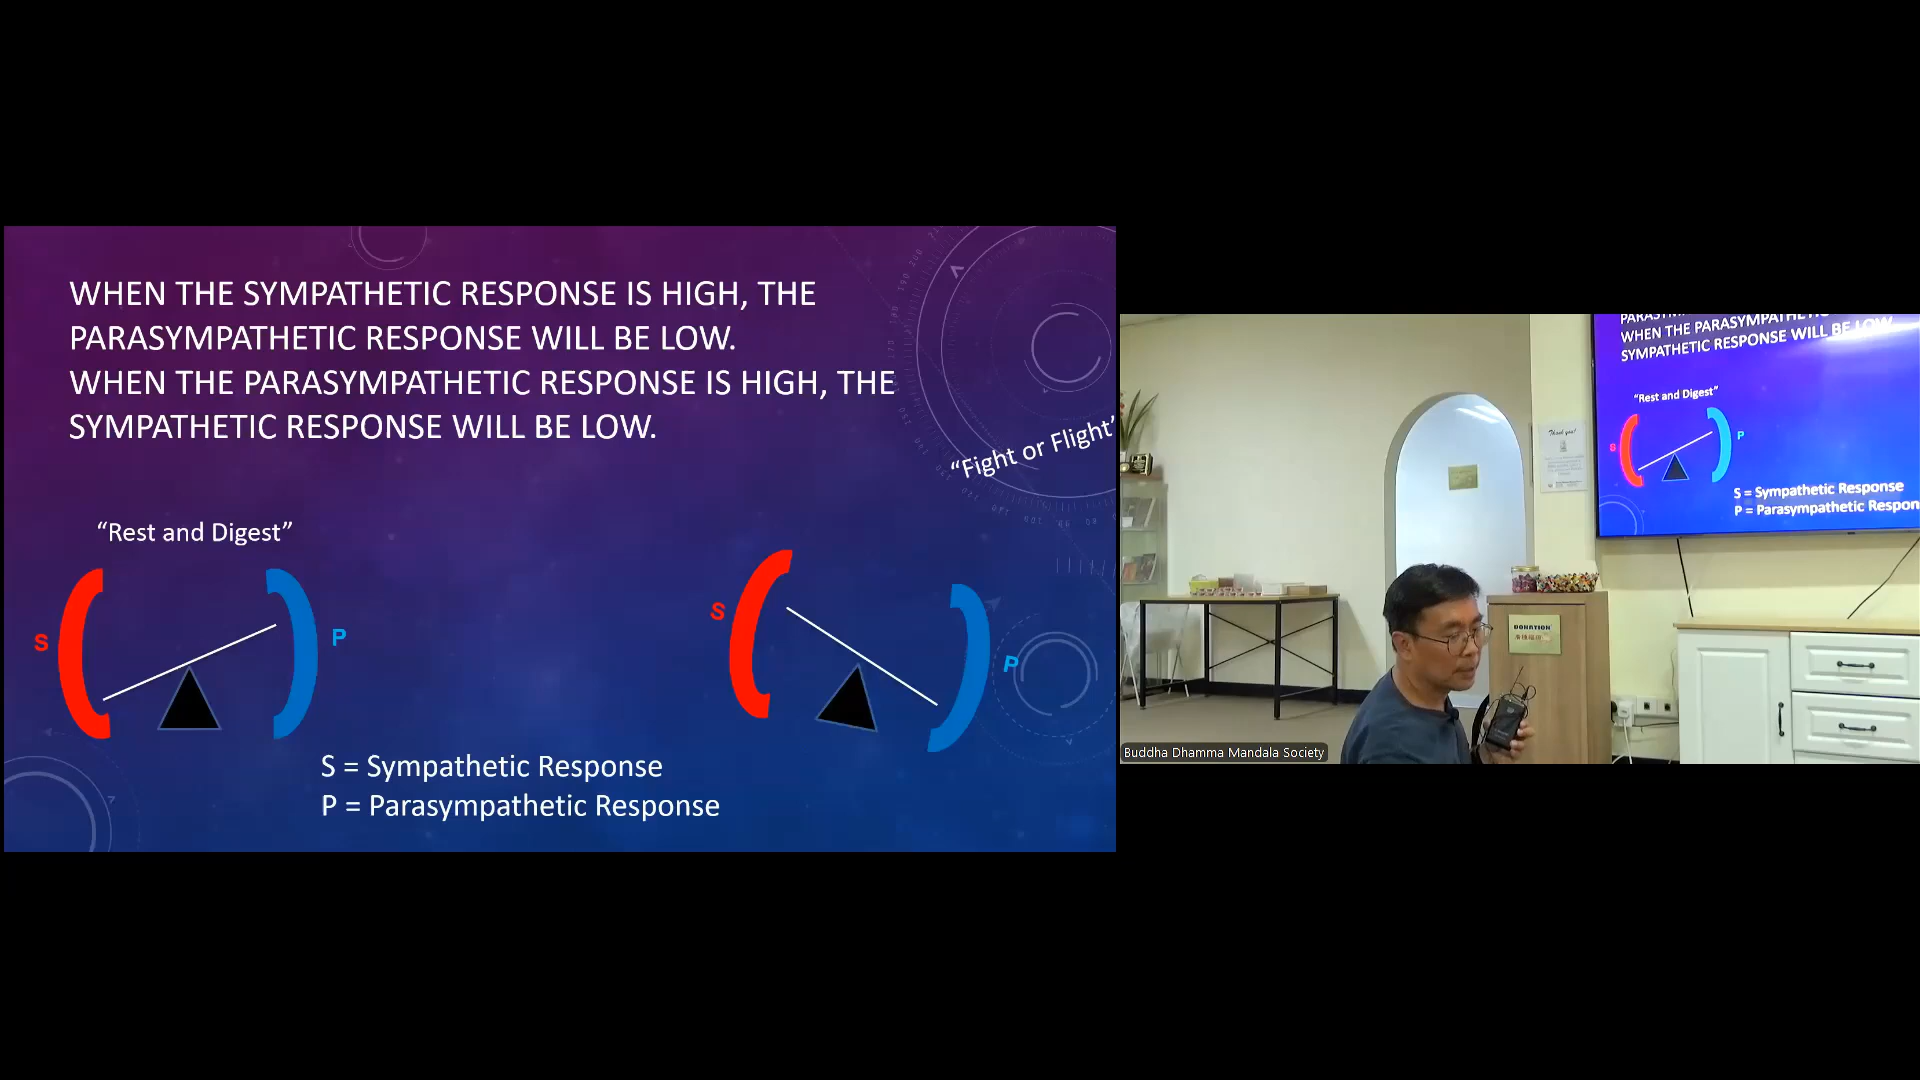 WHEN THE SYMPATHETIC RESPONSE IS HIGH, THE
PARASYMPATHETIC RESPONSE WILL BE LOW.
WHEN THE PARASYMPATHETIC RESPONSE IS HIGH, THE
SYMPATHETIC RESPONSE WILL BE LOW.
“Fight or Flight’
“Rest and Digest”
S
P
S
P
S = Sympathetic Response
P = Parasympathetic Response
WHEN THE PARASYMPATHETIC
SYMPATHETIC RESPONSE WILL BE LOW.
“Rest and Digest”
S
P
S = Sympathetic Response
P = Parasympathetic Respon
Thank you!
DONATION
Buddha Dhamma Mandala Society